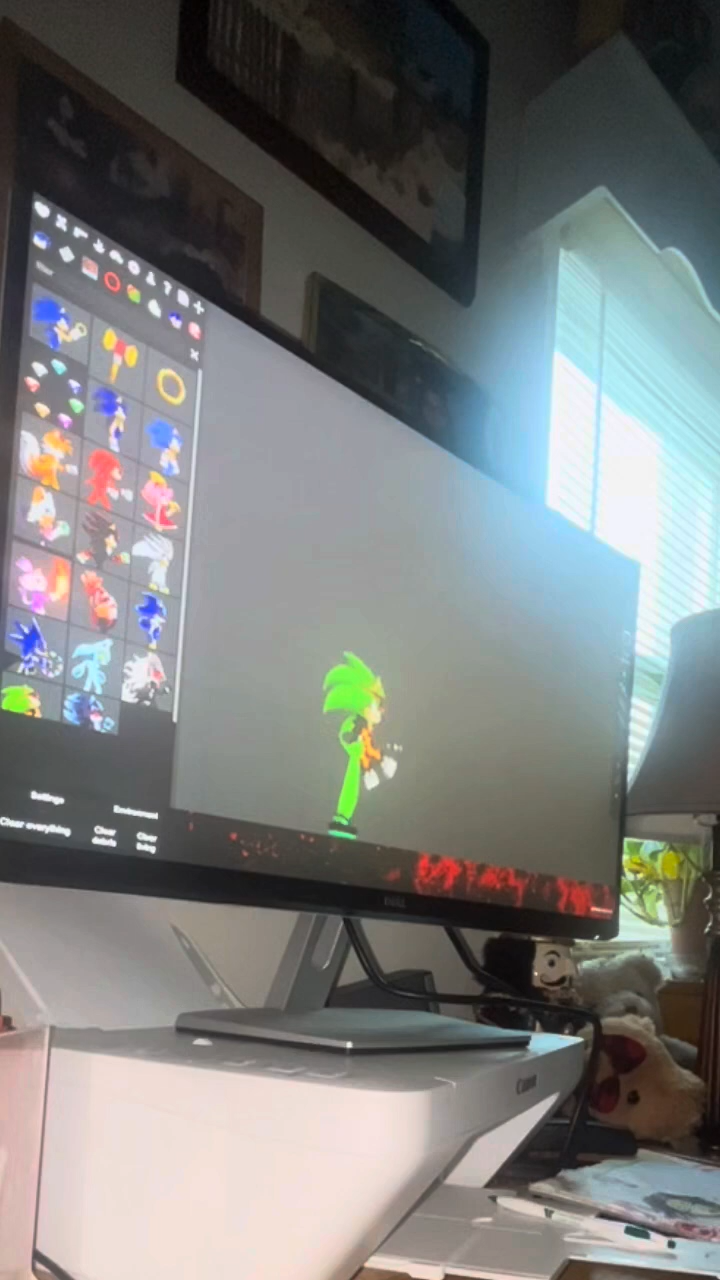 Settings
Environment
Clear everything
Clear
debris
Clear
living
DELL
Canon